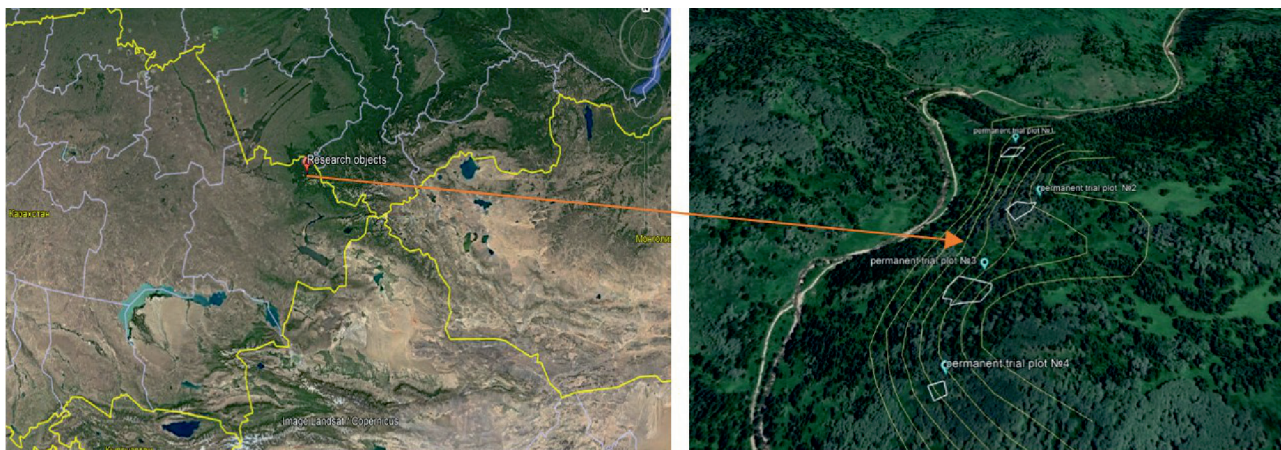 Research objects
Казахстан
Монголия
Image Landsat / Copernicus
permanent trial plot №1
permanent trial plot №2
permanent trial plot №3
permanent trial plot №4